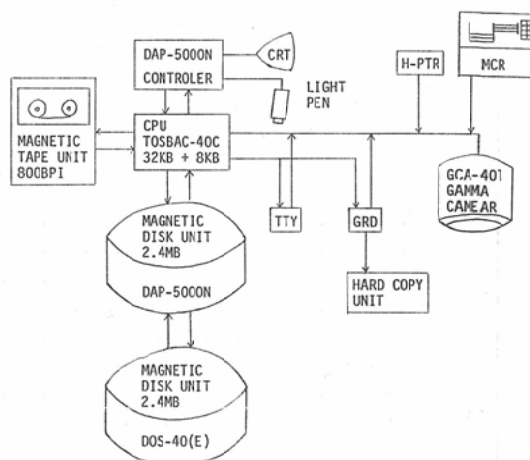 DAP-5000N
CONTROLER
CRT
LIGHT
PEN
H-PTR
MCR
MAGNETIC
TAPE UNIT
800BPI
CPU
TOSBAC-40C
32KB + 8KB
GCA-401
GAMMA
CAMEAR
TTY
GRD
MAGNETIC
DISK UNIT
2.4MB
DAP-5000N
HARD COPY
UNIT
MAGNETIC
DISK UNIT
2.4MB
DOS-40(E)